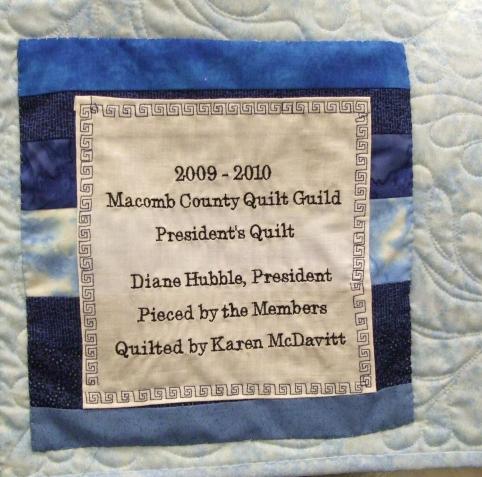 2009 - 2010
Macomb County Quilt Guild
President's Quilt
Diane Hubble, President
Pieced by the Members
Quilted by Karen McDavitt